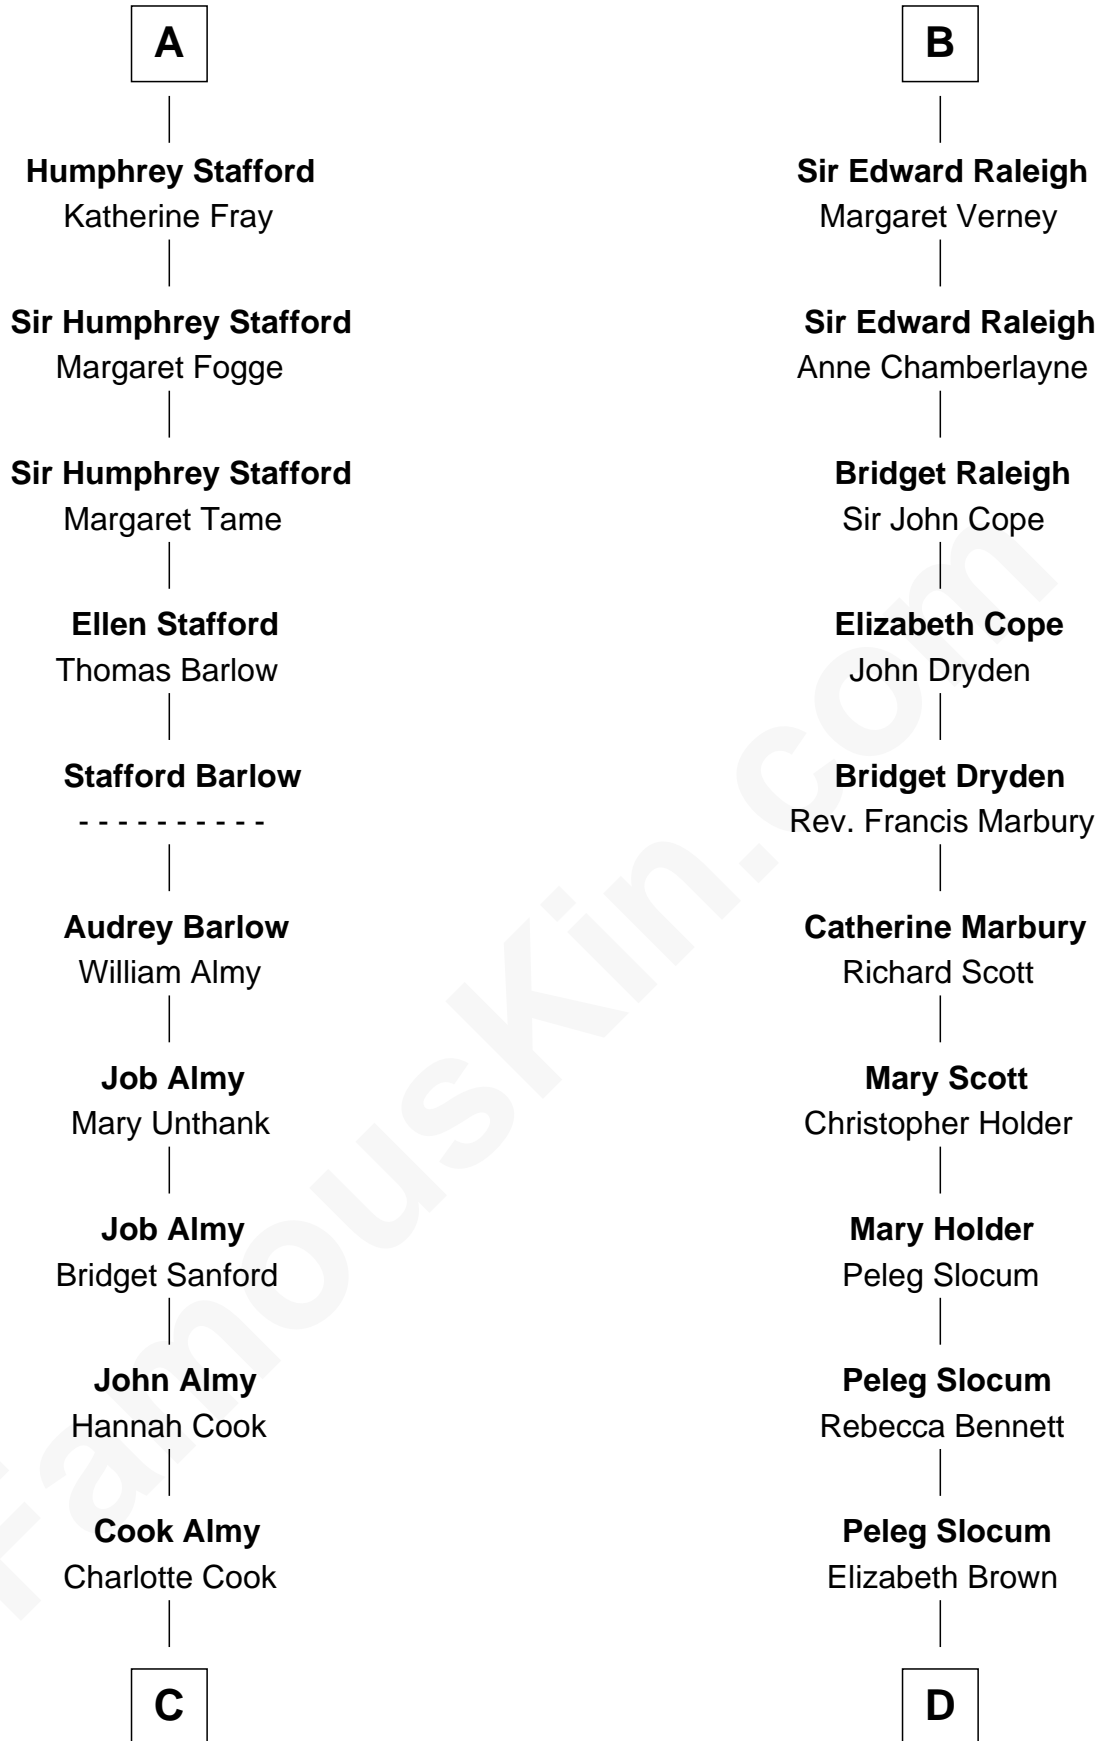 A
Humphrey Stafford
Katherine Fray
Sir Humphrey Stafford
Margaret Fogge
Sir Humphrey Stafford
Margaret Tame
Ellen Stafford
Thomas Barlow
Stafford Barlow
- - - - - - - - - -
Audrey Barlow
William Almy
Job Almy
Mary Unthank
Job Almy
Bridget Sanford
John Almy
Hannah Cook
Cook Almy
Charlotte Cook
C
B
Sir Edward Raleigh
Margaret Verney
Sir Edward Raleigh
Anne Chamberlayne
Bridget Raleigh
Sir John Cope
Elizabeth Cope
John Dryden
Bridget Dryden
Rev. Francis Marbury
Catherine Marbury
Richard Scott
Mary Scott
Christopher Holder
Mary Holder
Peleg Slocum
Peleg Slocum
Rebecca Bennett
Peleg Slocum
Elizabeth Brown
D
FamousKin.com